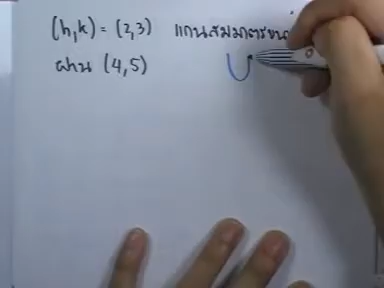 (h,k) = (2,3) แกนสมมาตรขนา
ผ่าน (4,5)